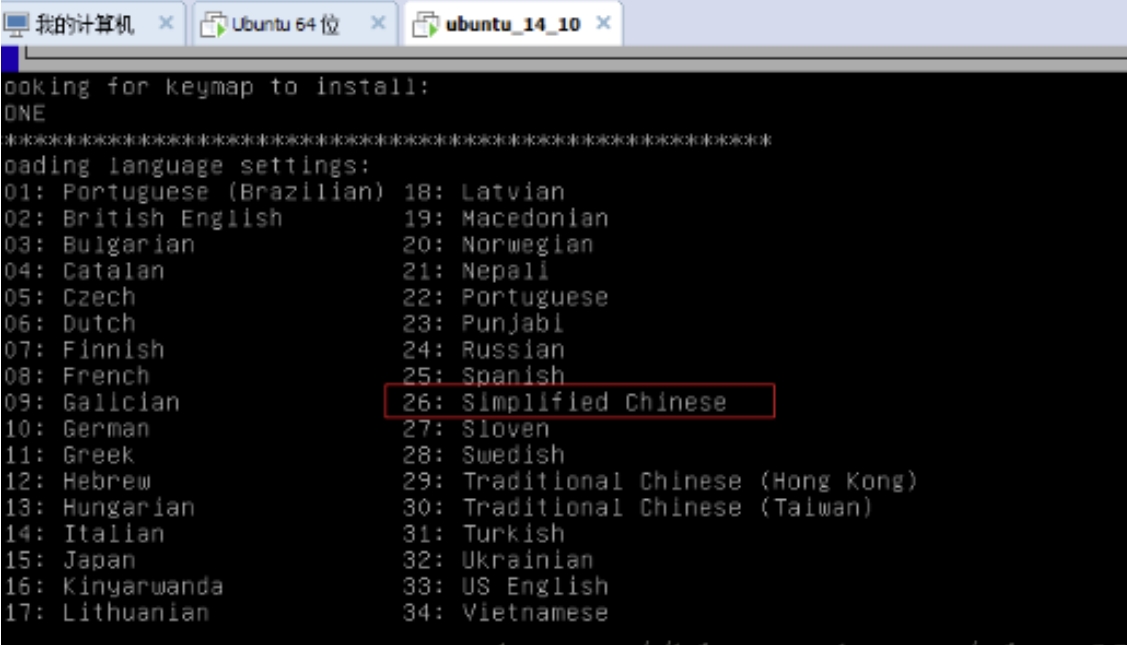 我的计算机 Ubuntu 64 位 ubuntu_14_10
ooking for keymap to install:
ONE
****************************************************
oading language settings:
01: Portuguese (Brazilian) 18: Latvian
02: British English 19: Macedonian
03: Bulgarian 20: Norwegian
04: Catalan 21: Nepali
05: Czech 22: Portuguese
06: Dutch 23: Punjabi
07: Finnish 24: Russian
08: French 25: Spanish
09: Galician 26: Simplified Chinese
10: German 27: Sloven
11: Greek 28: Swedish
12: Hebrew 29: Traditional Chinese (Hong Kong)
13: Hungarian 30: Traditional Chinese (Taiwan)
14: Italian 31: Turkish
15: Japan 32: Ukrainian
16: Kinyarwanda 33: US English
17: Lithuanian 34: Vietnamese